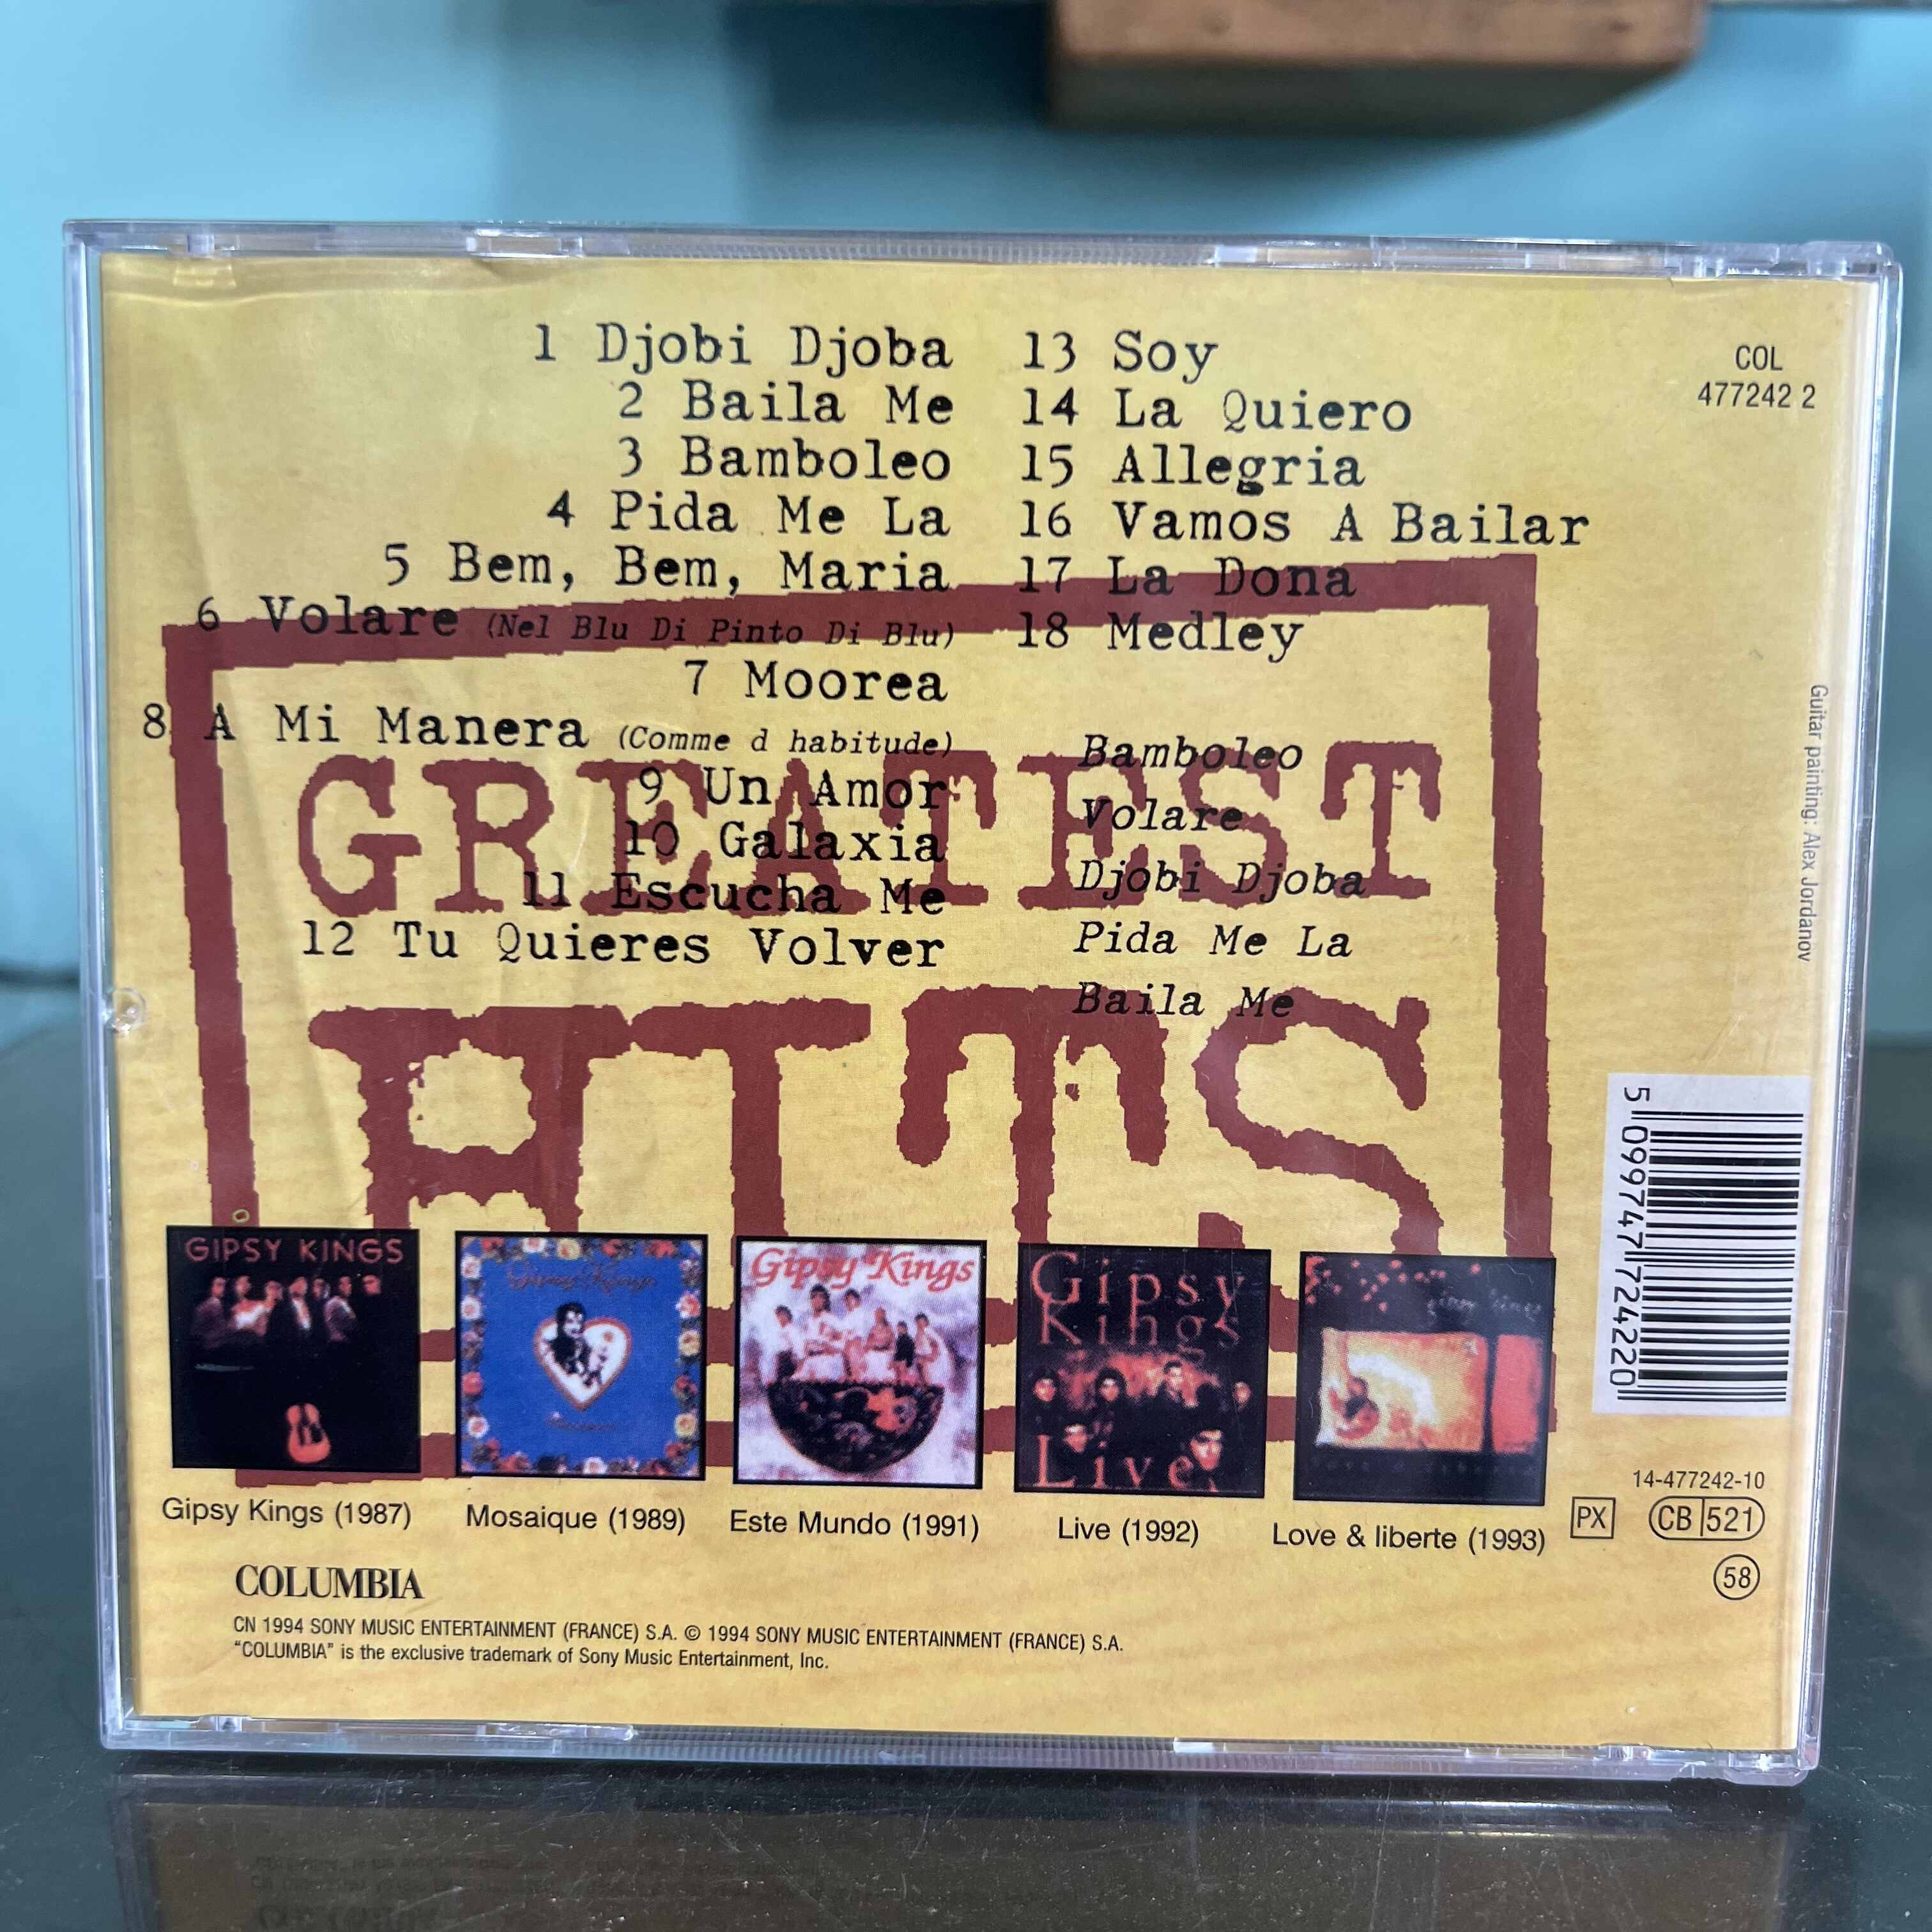 1 Djobi Djoba
2 Baila Me
3 Bamboleo
4 Pida Me La
5 Bem, Bem, Maria
6 Volare (Nel Blu Di Pinto Di Blu)
7 Moorea
8 A Mi Manera (Comme d habitude)
9 Un Amor
10 Galaxia
11 Escucha Me
12 Tu Quieres Volver
13 Soy
14 La Quiero
15 Allegria
16 Vamos A Bailar
17 La Dona
18 Medley
Bamboleo
Volare
Djobi Djoba
Pida Me La
Baila Me
GREATEST
HITS
COL
477242 2
Guitar painting: Alex Jordanov
5 099747 724220
GIPSY KINGS
Gipsy Kings
Gipsy Kings
Gipsy
Kings
Live
gipsy kings
Gipsy Kings (1987)
Mosaique (1989)
Este Mundo (1991)
Live (1992)
Love & liberte (1993)
14-477242-10
PX
CB 521
58
COLUMBIA
CN 1994 SONY MUSIC ENTERTAINMENT (FRANCE) S.A. © 1994 SONY MUSIC ENTERTAINMENT (FRANCE) S.A.
"COLUMBIA" is the exclusive trademark of Sony Music Entertainment, Inc.